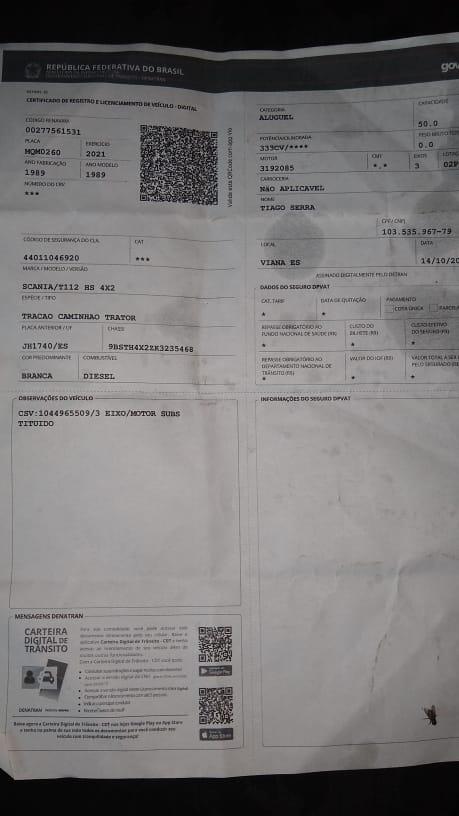 REPÚBLICA FEDERATIVA DO BRASIL
gov
CERTIFICADO DE REGISTRO E LICENCIAMENTO DE VEÍCULO - DIGITAL
CÓDIGO RENAVAM
00277561531
PLACA EXERCÍCIO
MQM0260 2021
ANO FABRICAÇÃO ANO MODELO
1989 1989
NÚMERO DO CRV
***
Valide este QRCode com app Vio
CATEGORIA CAPACIDADE
ALUGUEL 50.0
POTÊNCIA/CILINDRADA PESO BRUTO TOT
333CV/**** 0.0
MOTOR CMT EIXOS LOTA
3192085 *.* 3 02P
CARROCERIA
NãO APLICAVEL
NOME
TIAGO SERRA
CPF / CNPJ
103.535.967-79
LOCAL DATA
VIANA ES 14/10/20
ASSINADO DIGITALMENTE PELO DETRAN
CÓDIGO DE SEGURANÇA DO CLA CAT
44011046920 ***
MARCA / MODELO / VERSÃO
SCANIA/T112 HS 4X2
ESPÉCIE / TIPO
TRACAO CAMINHAO TRATOR
PLACA ANTERIOR / UF CHASSI
JH1740/ES 9BSTH4X2ZK3235468
COR PREDOMINANTE COMBUSTÍVEL
BRANCA DIESEL
DADOS DO SEGURO DPVAT
CAT. TARIF DATA DE QUITAÇÃO PAGAMENTO
* * COTA ÚNICA PARCELA
REPASSE OBRIGATÓRIO AO FUNDO NACIONAL DE SAÚDE (R$) CUSTO DO BILHETE (R$) CUSTO EFETIVO DO SEGURO (R$)
* * *
REPASSE OBRIGATÓRIO AO DEPARTAMENTO NACIONAL DE TRÂNSITO (R$) VALOR DO IOF (R$) VALOR TOTAL A SER PELO SEGURADO (R$)
* * *
OBSERVAÇÕES DO VEÍCULO
CSV:1044965509/3 EIXO/MOTOR SUBS
TITUIDO
INFORMAÇÕES DO SEGURO DPVAT
MENSAGENS DENATRAN
CARTEIRA
DIGITAL DE
TRÂNSITO
DENATRAN
Google Play
App Store
Baixe agora a Carteira Digital de Trânsito - CDT nas lojas Google Play ou App Store
e tenha na palma da sua mão todos os documentos para você conduzir seu
veículo com tranquilidade e segurança!